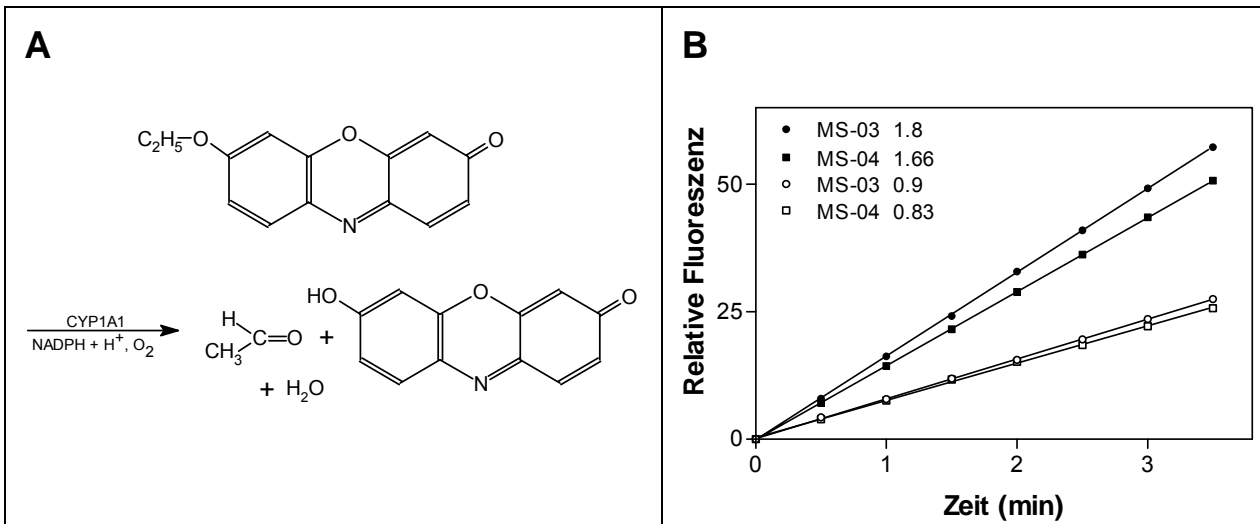 A
C₂H₅ O O O
N
HO O O
CYP1A1
NADPH + H⁺, O₂
H
C O
CH₃
+
N
+ H₂O
B
Relative Fluoreszenz
50
25
0
MS-03 1.8
MS-04 1.66
MS-03 0.9
MS-04 0.83
0 1 2 3
Zeit (min)